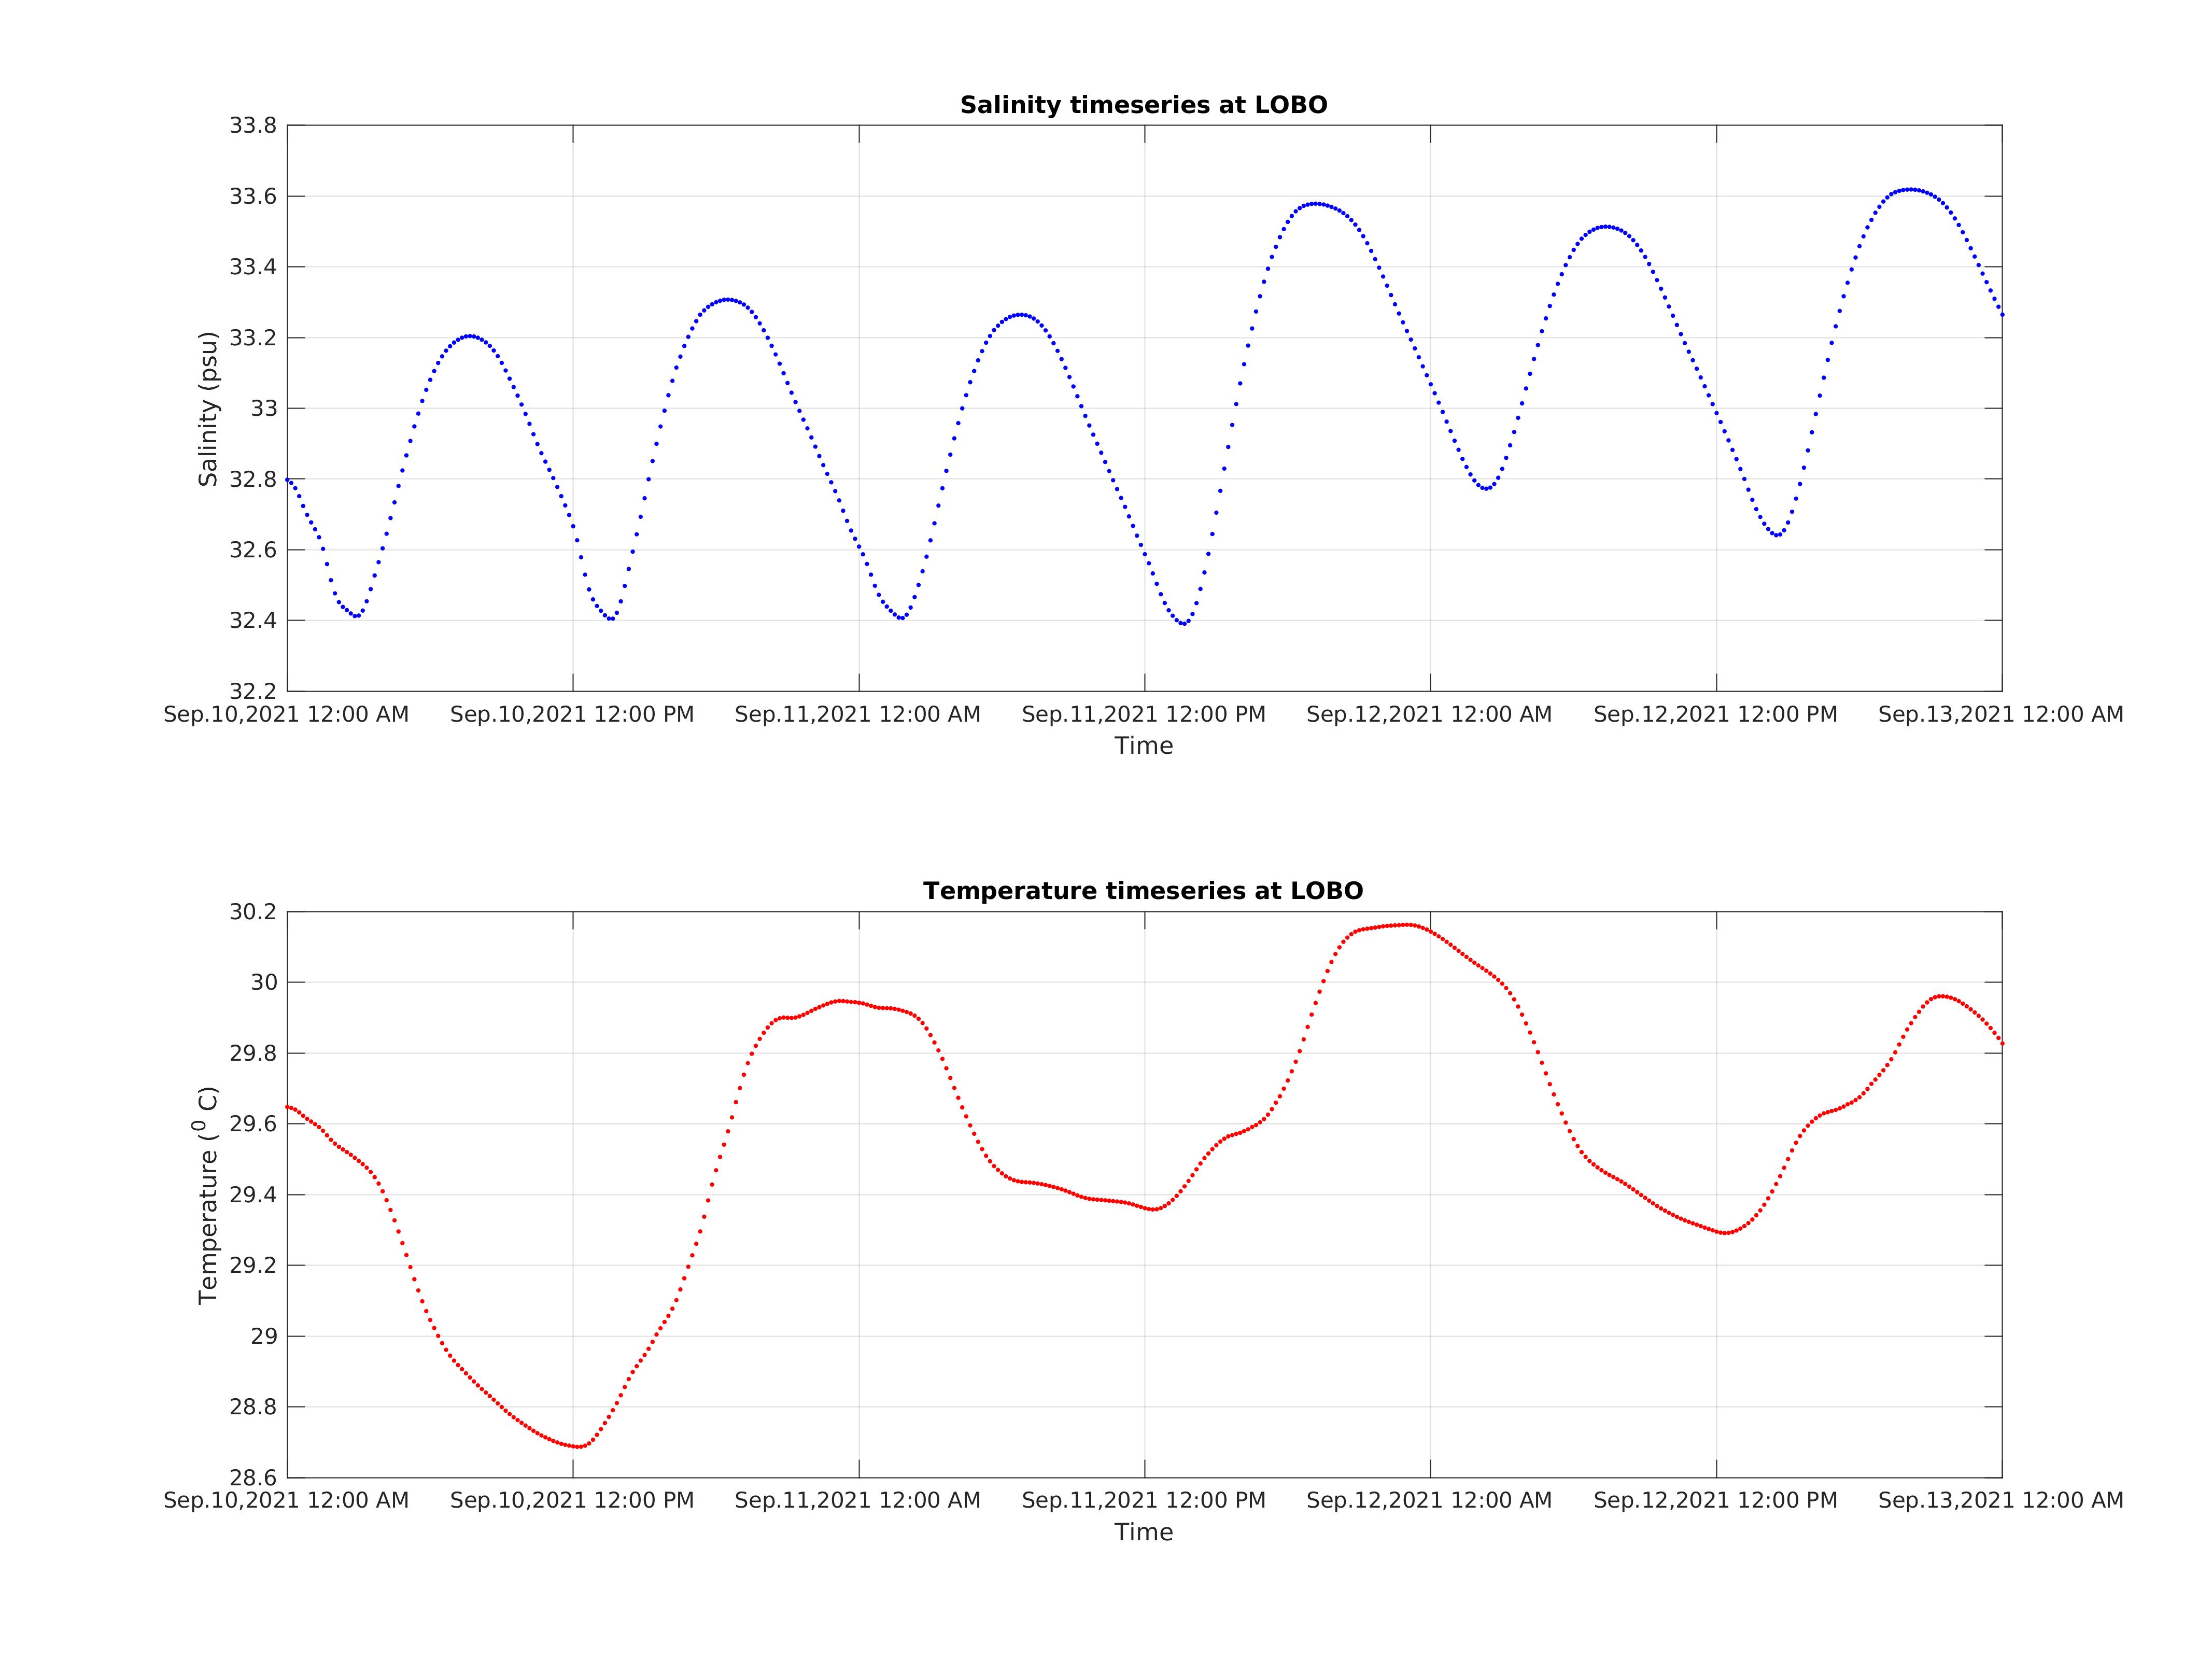 Salinity timeseries at LOBO
33.8
33.6
33.4
33.2
33
32.8
32.6
32.4
32.2
Salinity (psu)
Sep.10,2021 12:00 AM Sep.10,2021 12:00 PM Sep.11,2021 12:00 AM Sep.11,2021 12:00 PM Sep.12,2021 12:00 AM Sep.12,2021 12:00 PM Sep.13,2021 12:00 AM
Time
Temperature timeseries at LOBO
30.2
30
29.8
29.6
29.4
29.2
29
28.8
28.6
Temperature (⁰ C)
Sep.10,2021 12:00 AM Sep.10,2021 12:00 PM Sep.11,2021 12:00 AM Sep.11,2021 12:00 PM Sep.12,2021 12:00 AM Sep.12,2021 12:00 PM Sep.13,2021 12:00 AM
Time